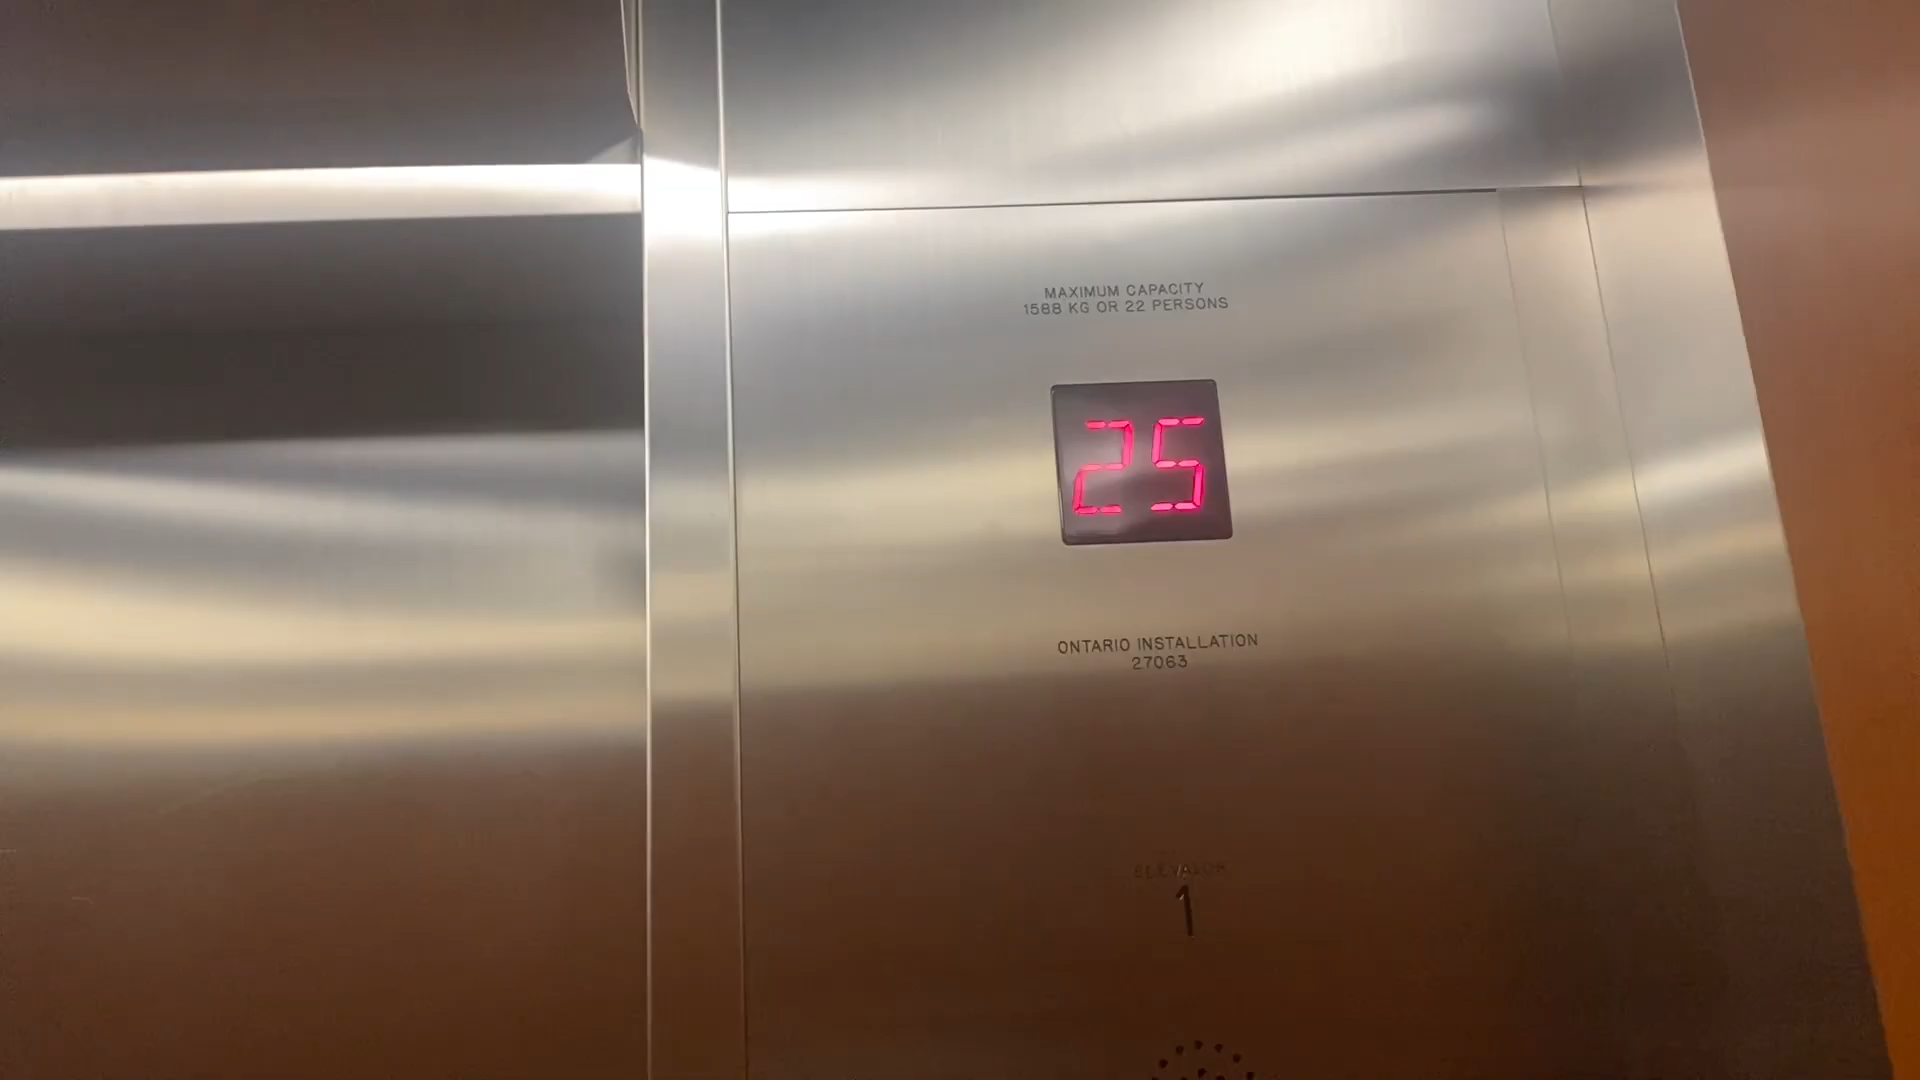 MAXIMUM CAPACITY
1588 KG OR 22 PERSONS
25
ONTARIO INSTALLATION
27063
ELEVATOR
1